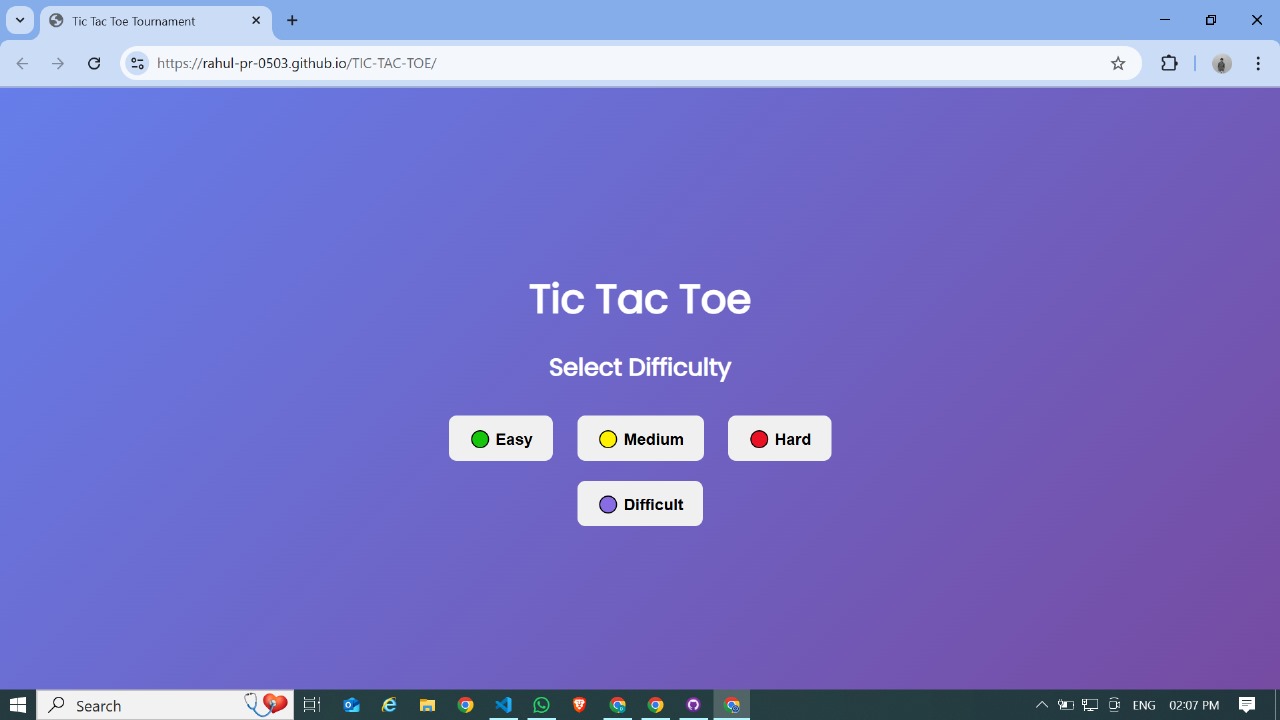 Tic Tac Toe Tournament
https://rahul-pr-0503.github.io/TIC-TAC-TOE/
Tic Tac Toe
Select Difficulty
Easy
Medium
Hard
Difficult
Search
ENG
02:07 PM